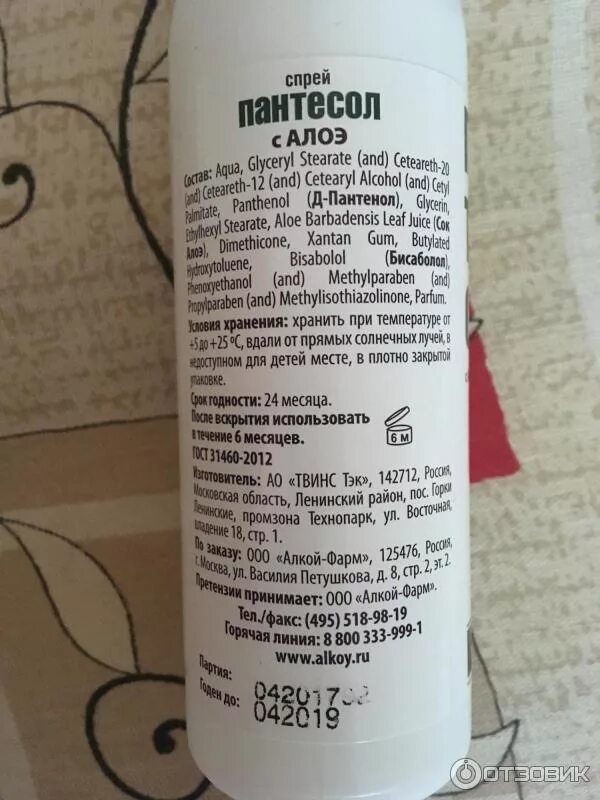 спрей
пантесол
с АЛОЭ
Состав: Aqua, Glyceryl Stearate (and) Ceteareth-20
(and) Ceteareth-12 (and) Cetearyl Alcohol (and) Cetyl
Palmitate, Panthenol (Д-Пантенол), Glycerin,
Ethylhexyl Stearate, Aloe Barbadensis Leaf Juice (Сок
Алоэ), Dimethicone, Xantan Gum, Butylated
Hydroxytoluene, Bisabolol (Бисаболол),
Phenoxyethanol (and) Methylparaben (and)
Propylparaben (and) Methylisothiazolinone, Parfum.
Условия хранения: хранить при температуре от
+5 до +25 ºС, вдали от прямых солнечных лучей, в
недоступном для детей месте, в плотно закрытой
упаковке.
Срок годности: 24 месяца.
После вскрытия использовать
в течение 6 месяцев.
6 М
ГОСТ 31460-2012
Изготовитель: АО «ТВИНС Тэк», 142712, Россия,
Московская область, Ленинский район, пос. Горки
Ленинские, промзона Технопарк, ул. Восточная,
владение 18, стр. 1.
По заказу: ООО «Алкой-Фарм», 125476, Россия,
г. Москва, ул. Василия Петушкова, д. 8, стр. 2, эт. 2.
Претензии принимает: ООО «Алкой-Фарм».
Тел./факс: (495) 518-98-19
Горячая линия: 8 800 333-999-1
www.alkoy.ru
Партия: 04201702
Годен до: 042019
ОТЗОВИК